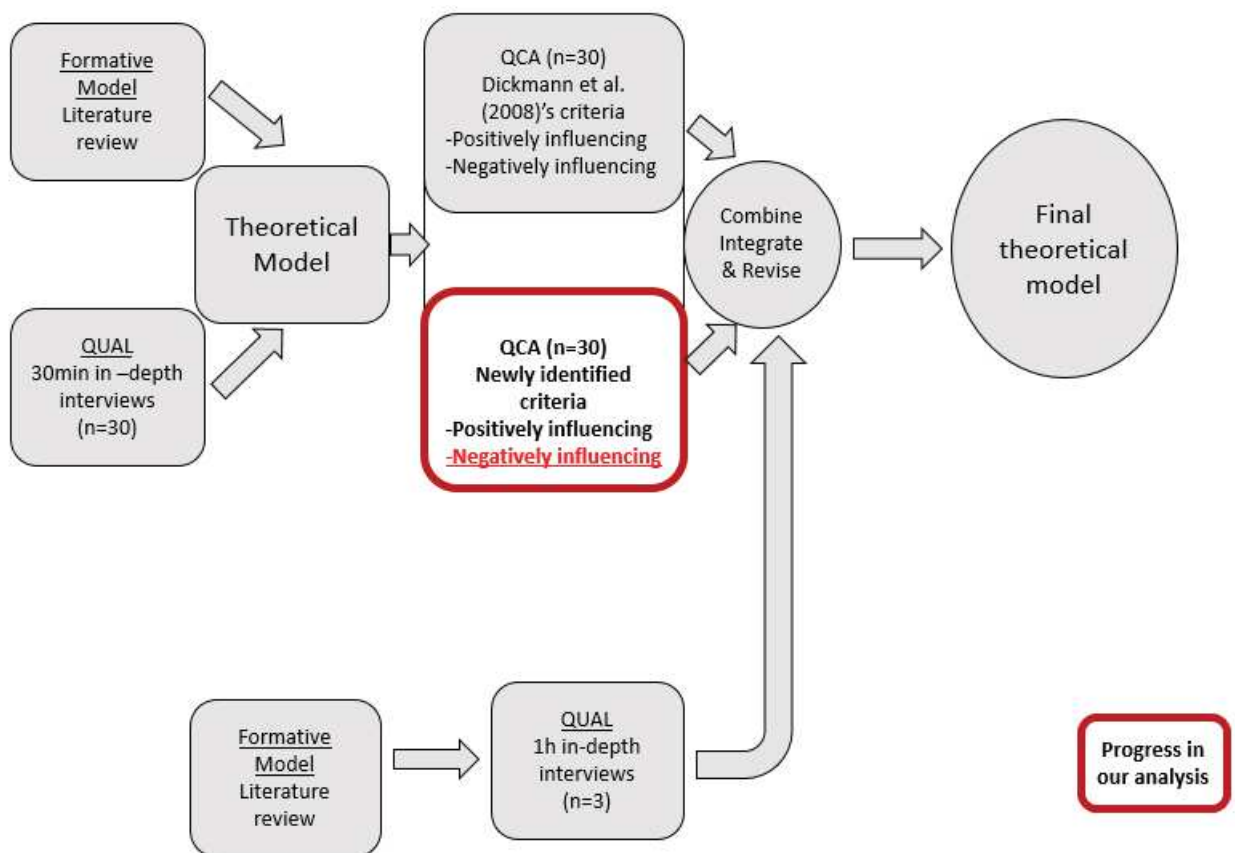 Formative
Model
Literature
review
QUAL
30min in –depth
interviews
(n=30)
Theoretical
Model
QCA (n=30)
Dickmann et al.
(2008)'s criteria
-Positively influencing
-Negatively influencing
QCA (n=30)
Newly identified
criteria
-Positively influencing
-Negatively influencing
Combine
Integrate
& Revise
Final
theoretical
model
Formative
Model
Literature
review
QUAL
1h in-depth
interviews
(n=3)
Progress in
our analysis